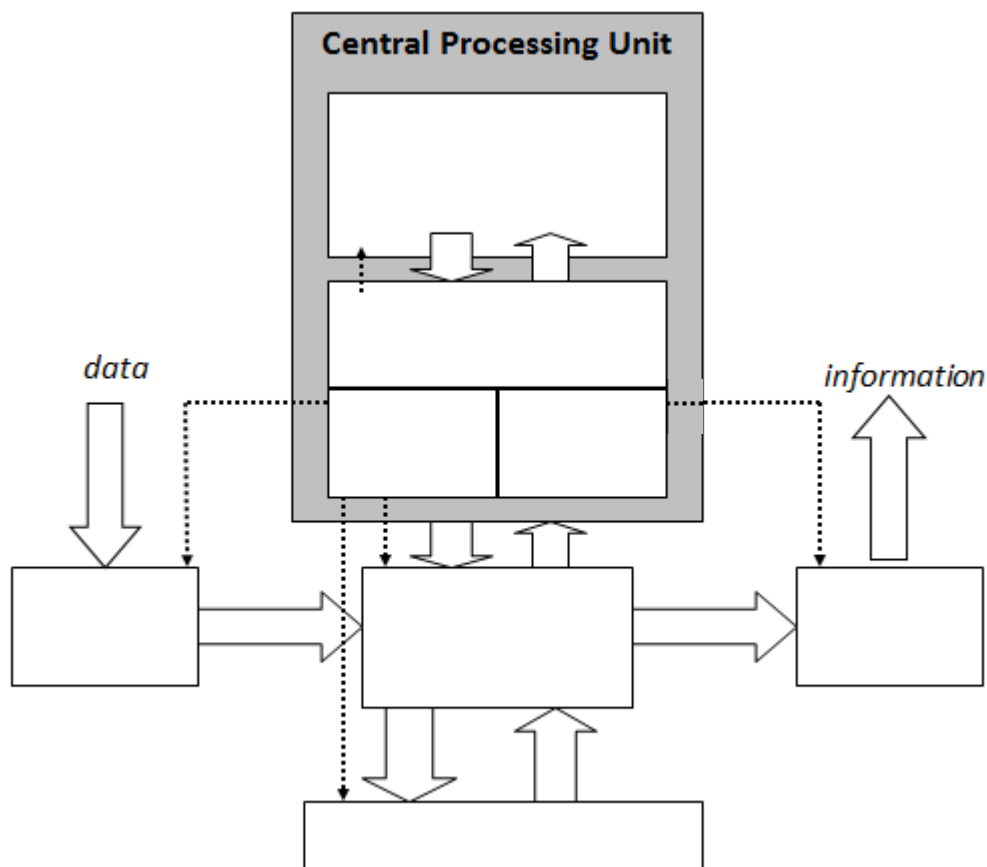 Central Processing Unit
data
information